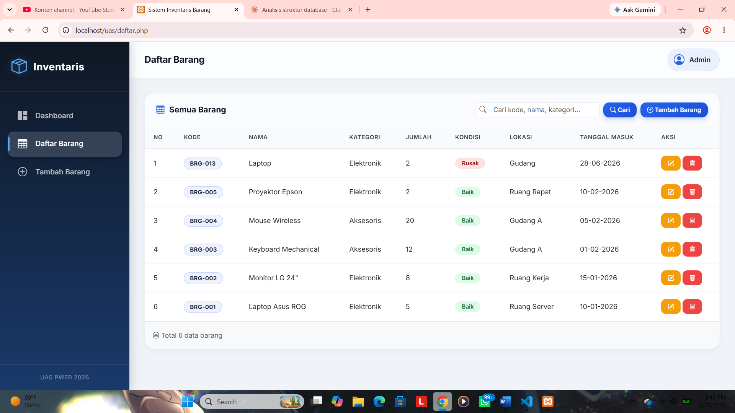 Konten channel - YouTube Stu
Sistem Inventaris Barang
Analisis struktur database - Cla
Ask Gemini
localhost/uas/daftar.php
Inventaris
Dashboard
Daftar Barang
Tambah Barang
UAS PWEB 2026
Daftar Barang
Admin
Semua Barang
Cari kode, nama, kategori...
Cari
Tambah Barang
NO KODE NAMA KATEGORI JUMLAH KONDISI LOKASI TANGGAL MASUK AKSI
1 BRG-013 Laptop Elektronik 2 Rusak Gudang 28-06-2026
2 BRG-005 Proyektor Epson Elektronik 2 Baik Ruang Rapat 10-02-2026
3 BRG-004 Mouse Wireless Aksesoris 20 Baik Gudang A 05-02-2026
4 BRG-003 Keyboard Mechanical Aksesoris 12 Baik Gudang A 01-02-2026
5 BRG-002 Monitor LG 24" Elektronik 8 Baik Ruang Kerja 15-01-2026
6 BRG-001 Laptop Asus ROG Elektronik 5 Baik Ruang Server 10-01-2026
Total 6 data barang
Sunny
Search
99+